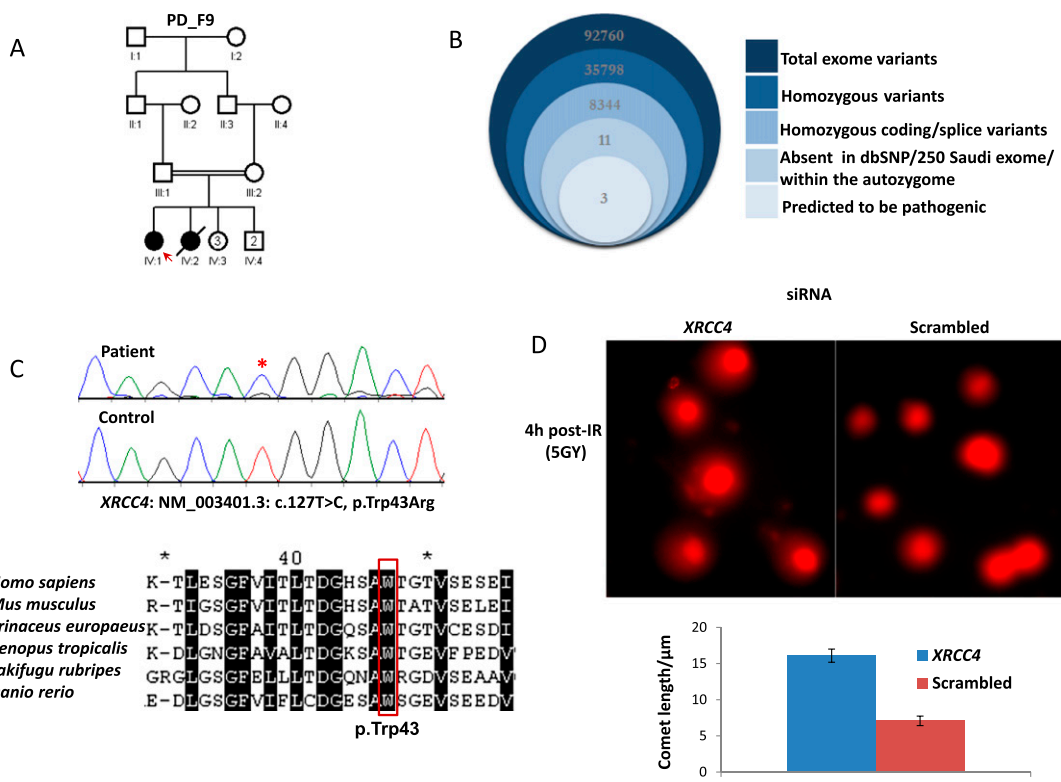 A
PD_F9
I:1
I:2
II:1
II:2
II:3
II:4
III:1
III:2
3
2
IV:1
IV:2
IV:3
IV:4
B
92760
35798
8344
11
3
Total exome variants
Homozygous variants
Homozygous coding/splice variants
Absent in dbSNP/250 Saudi exome/
within the autozygome
Predicted to be pathogenic
C
Patient
*
Control
XRCC4: NM_003401.3: c.127T>C, p.Trp43Arg
* 40 *
omo sapiens K-TLESGFVITLTDGHSAWTGTVSESEI
Mus musculus R-TIGSGFVITLTDGHSAWTATVSELEI
rinaceus europaeus K-TLDSGFAITLTDGQSAWTGTVCESDI
enopus tropicalis K-DLGNGFAVALTDGKSAWTGEVFPEDV
akifugu rubripes GRGLGSGFELLLTDGQNAWRGDVSEAAV
anio rerio E-DLGSGFVIFLCDGESAWSGEVSEEDV
p.Trp43
D
siRNA
XRCC4
Scrambled
4h post-IR
(5GY)
Comet length/μm
20
15
10
5
0
XRCC4
Scrambled